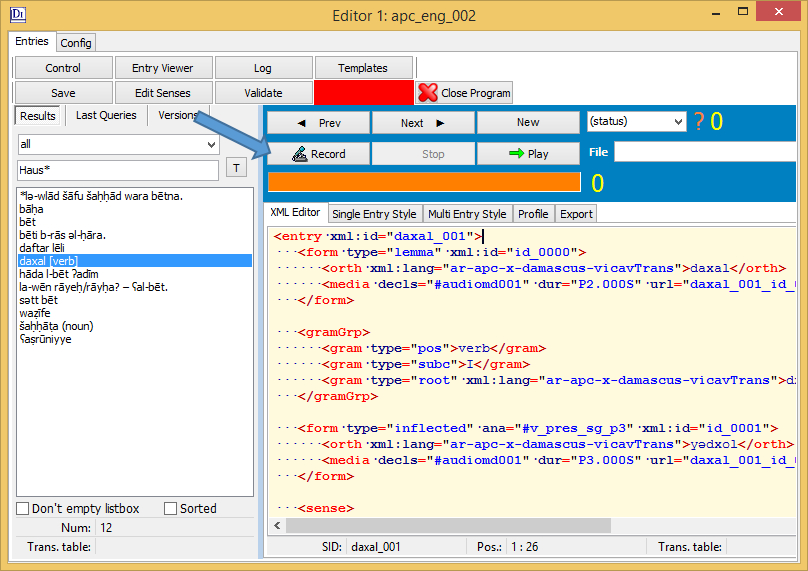 Editor 1: apc_eng_002
Entries Config
Control Entry Viewer Log Templates
Save Edit Senses Validate Close Program
Results Last Queries Versions
all
Haus* T
*lə-wlād šāfu šaḥḥād wara bētna.
bāḥa
bēt
bēti b-rās əl-ḥāra.
daftar lēli
daxal [verb]
hāda l-bēt ʔadīm
la-wēn rāyeḥ/rāyḥa? – ʕal-bēt.
sətt bēt
waẓīfe
šaḥḥāṭa (noun)
ʕaṣrūniyye
Don't empty listbox Sorted
Num: 12
Trans. table:
Prev Next New (status) ? 0
Record Stop Play File
0
XML Editor Single Entry Style Multi Entry Style Profile Export
<entry·xml:id="daxal_001">
···<form·type="lemma"·xml:id="id_0000">
······<orth·xml:lang="ar-apc-x-damascus-vicavTrans">daxal</orth>
······<media·decls="#audiomd001"·dur="P2.000S"·url="daxal_001_id_
···</form>
···<gramGrp>
······<gram·type="pos">verb</gram>
······<gram·type="subc">I</gram>
······<gram·type="root"·xml:lang="ar-apc-x-damascus-vicavTrans">dx
···</gramGrp>
···<form·type="inflected"·ana="#v_pres_sg_p3"·xml:id="id_0001">
······<orth·xml:lang="ar-apc-x-damascus-vicavTrans">yədxol</orth>
······<media·decls="#audiomd001"·dur="P3.000S"·url="daxal_001_id
···</form>
···<sense>
SID: daxal_001 Pos.: 1 : 26 Trans. table: